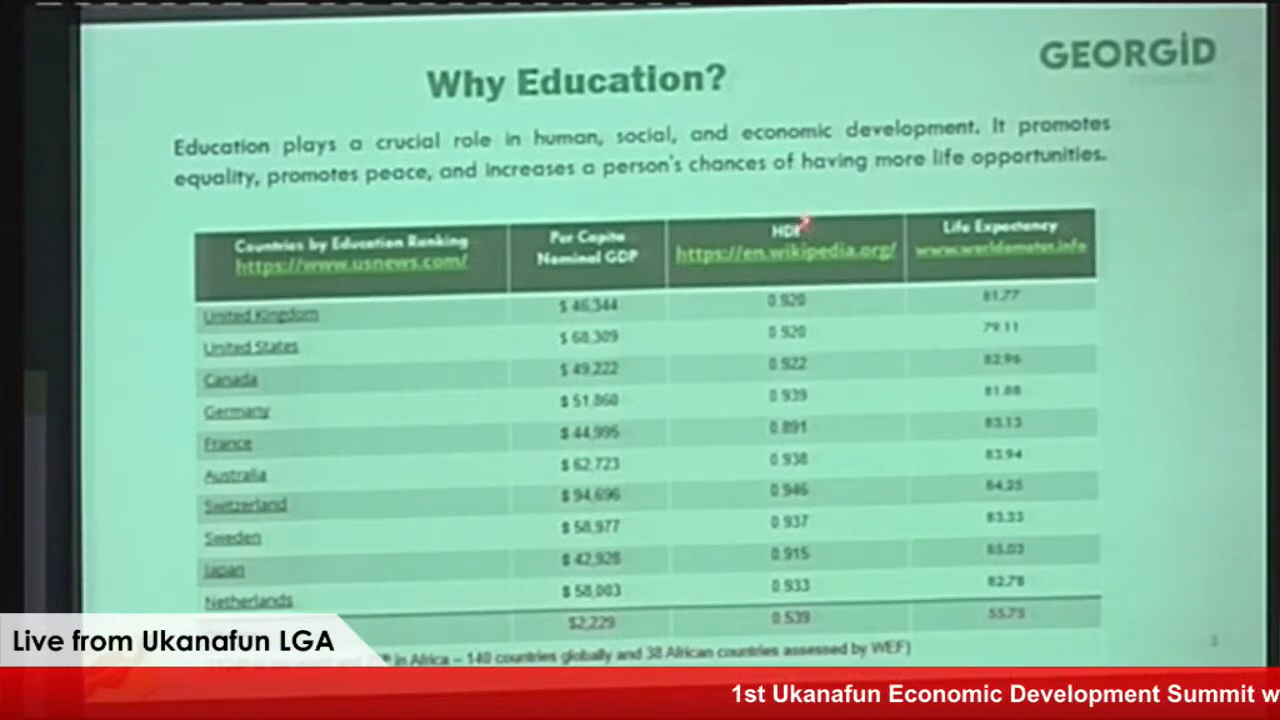 GEORGİD
Why Education?
Education plays a crucial role in human, social, and economic development. It promotes
equality, promotes peace, and increases a person's chances of having more life opportunities.
Countries by Education Ranking
https://www.usnews.com/
Per Capita
Nominal GDP
HDI
https://en.wikipedia.org/
Life Expectancy
www.worldometer.info
United Kingdom $ 46,344 0.920 81.77
United States $ 68,309 0.920 79.11
Canada $ 49,222 0.922 82.96
Germany $ 51,860 0.939 81.88
France $ 44,995 0.891 83.13
Australia $ 62,723 0.938 83.94
Switzerland $ 94,696 0.946 84.25
Sweden $ 58,977 0.937 83.33
Japan $ 42,928 0.915 85.03
Netherlands $ 58,003 0.933 82.78
$2,229 0.539 55.75
in Africa – 140 countries globally and 38 African countries assessed by WEF)
3
Live from Ukanafun LGA
1st Ukanafun Economic Development Summit w